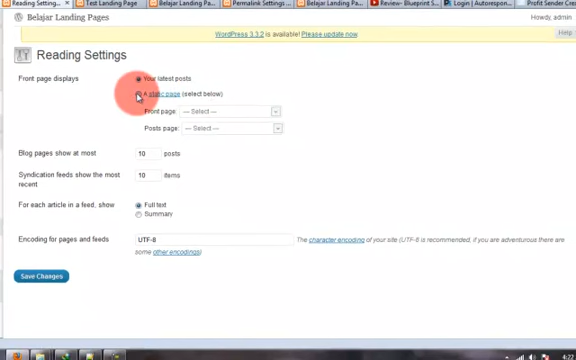 Reading Settings...
Test Landing Page
Belajar Landing Pa...
Permalink Settings ...
Belajar Landing Pa...
Review– Blueprint S...
Login | Autorespon...
Profit Sender Crea
Belajar Landing Pages
Howdy, admin
WordPress 3.3.2 is available! Please update now.
Help
Reading Settings
Front page displays
Your latest posts
A static page (select below)
Front page: --- Select ---
Posts page: --- Select ---
Blog pages show at most 10 posts
Syndication feeds show the most recent 10 items
For each article in a feed, show
Full text
Summary
Encoding for pages and feeds UTF-8 The character encoding of your site (UTF-8 is recommended, if you are adventurous there are
some other encodings)
Save Changes
4:22